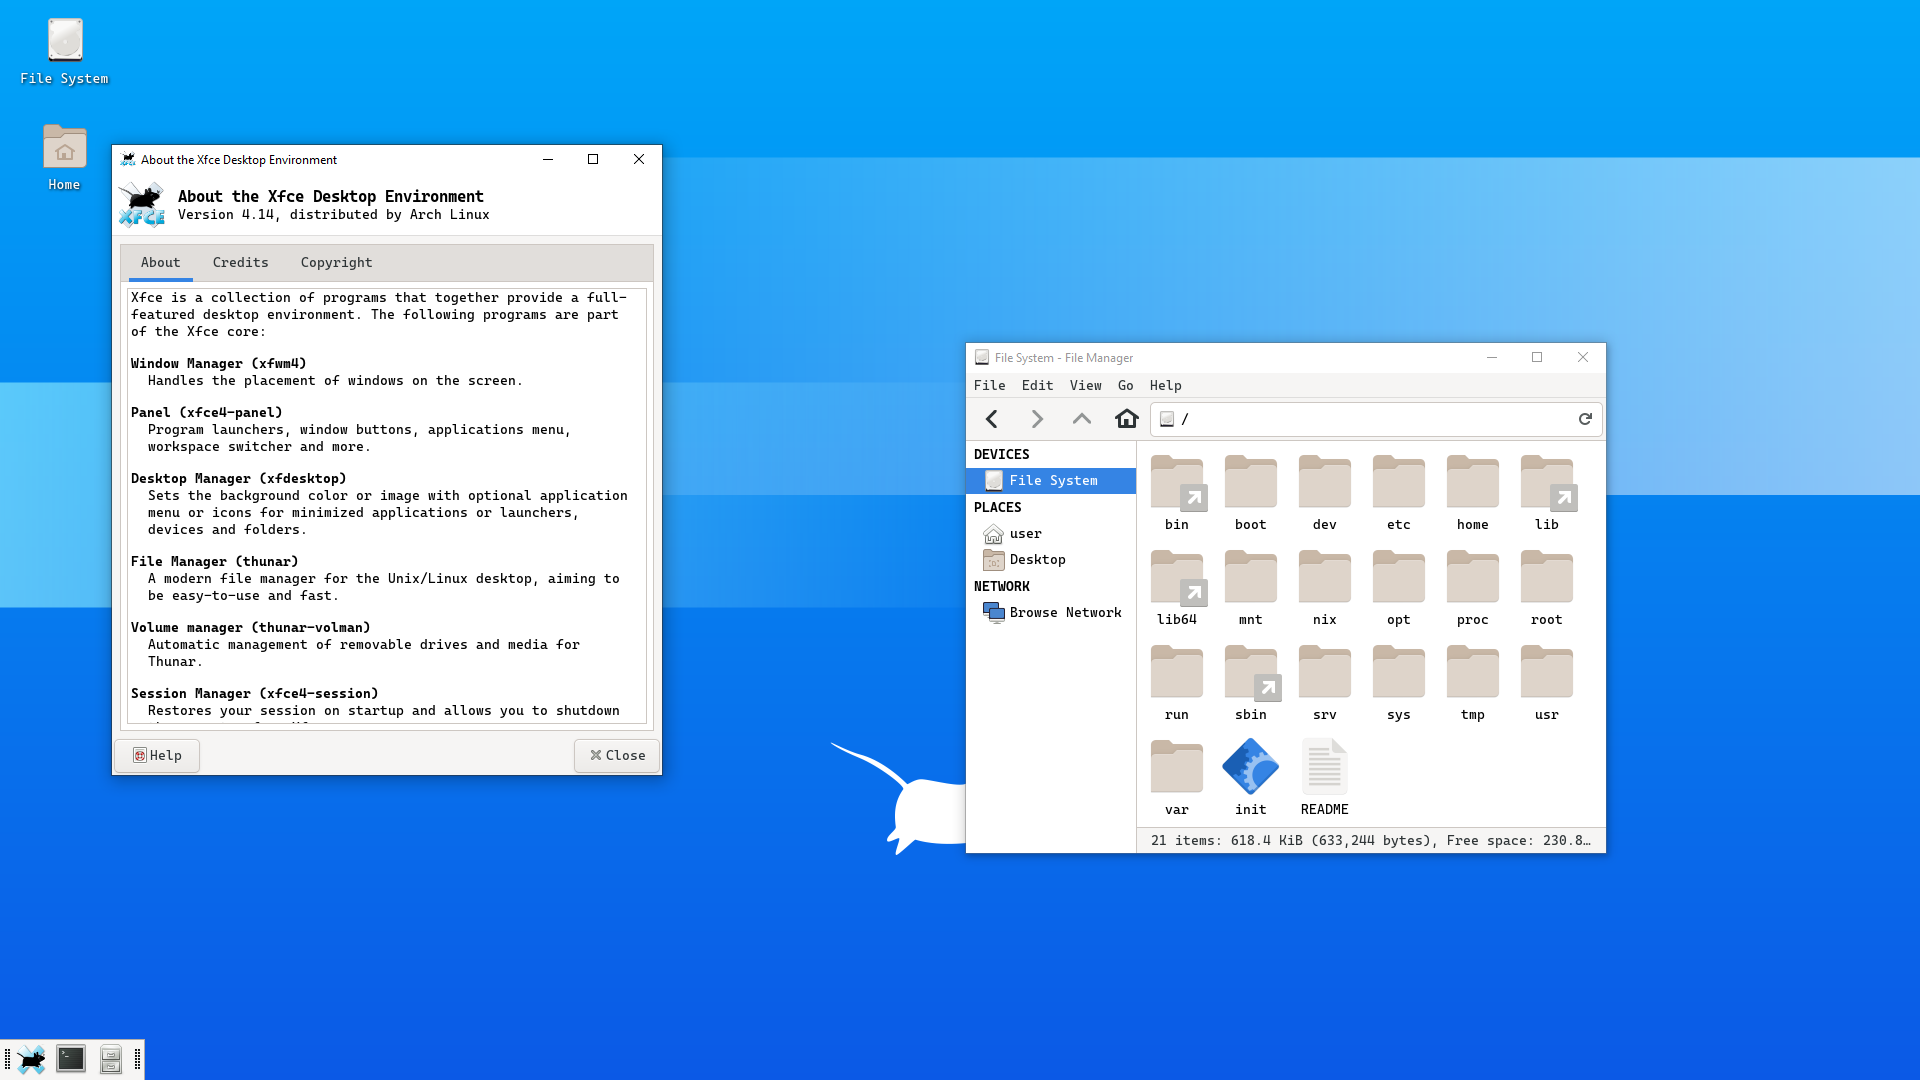 File System
Home
About the Xfce Desktop Environment
XFCE
About the Xfce Desktop Environment
Version 4.14, distributed by Arch Linux
About
Credits
Copyright
Xfce is a collection of programs that together provide a full-
featured desktop environment. The following programs are part
of the Xfce core:
Window Manager (xfwm4)
Handles the placement of windows on the screen.
Panel (xfce4-panel)
Program launchers, window buttons, applications menu,
workspace switcher and more.
Desktop Manager (xfdesktop)
Sets the background color or image with optional application
menu or icons for minimized applications or launchers,
devices and folders.
File Manager (thunar)
A modern file manager for the Unix/Linux desktop, aiming to
be easy-to-use and fast.
Volume manager (thunar-volman)
Automatic management of removable drives and media for
Thunar.
Session Manager (xfce4-session)
Restores your session on startup and allows you to shutdown
Help
Close
File System - File Manager
File Edit View Go Help
/
DEVICES
File System
PLACES
user
Desktop
NETWORK
Browse Network
bin boot dev etc home lib
lib64 mnt nix opt proc root
run sbin srv sys tmp usr
var init README
21 items: 618.4 KiB (633,244 bytes), Free space: 230.8…